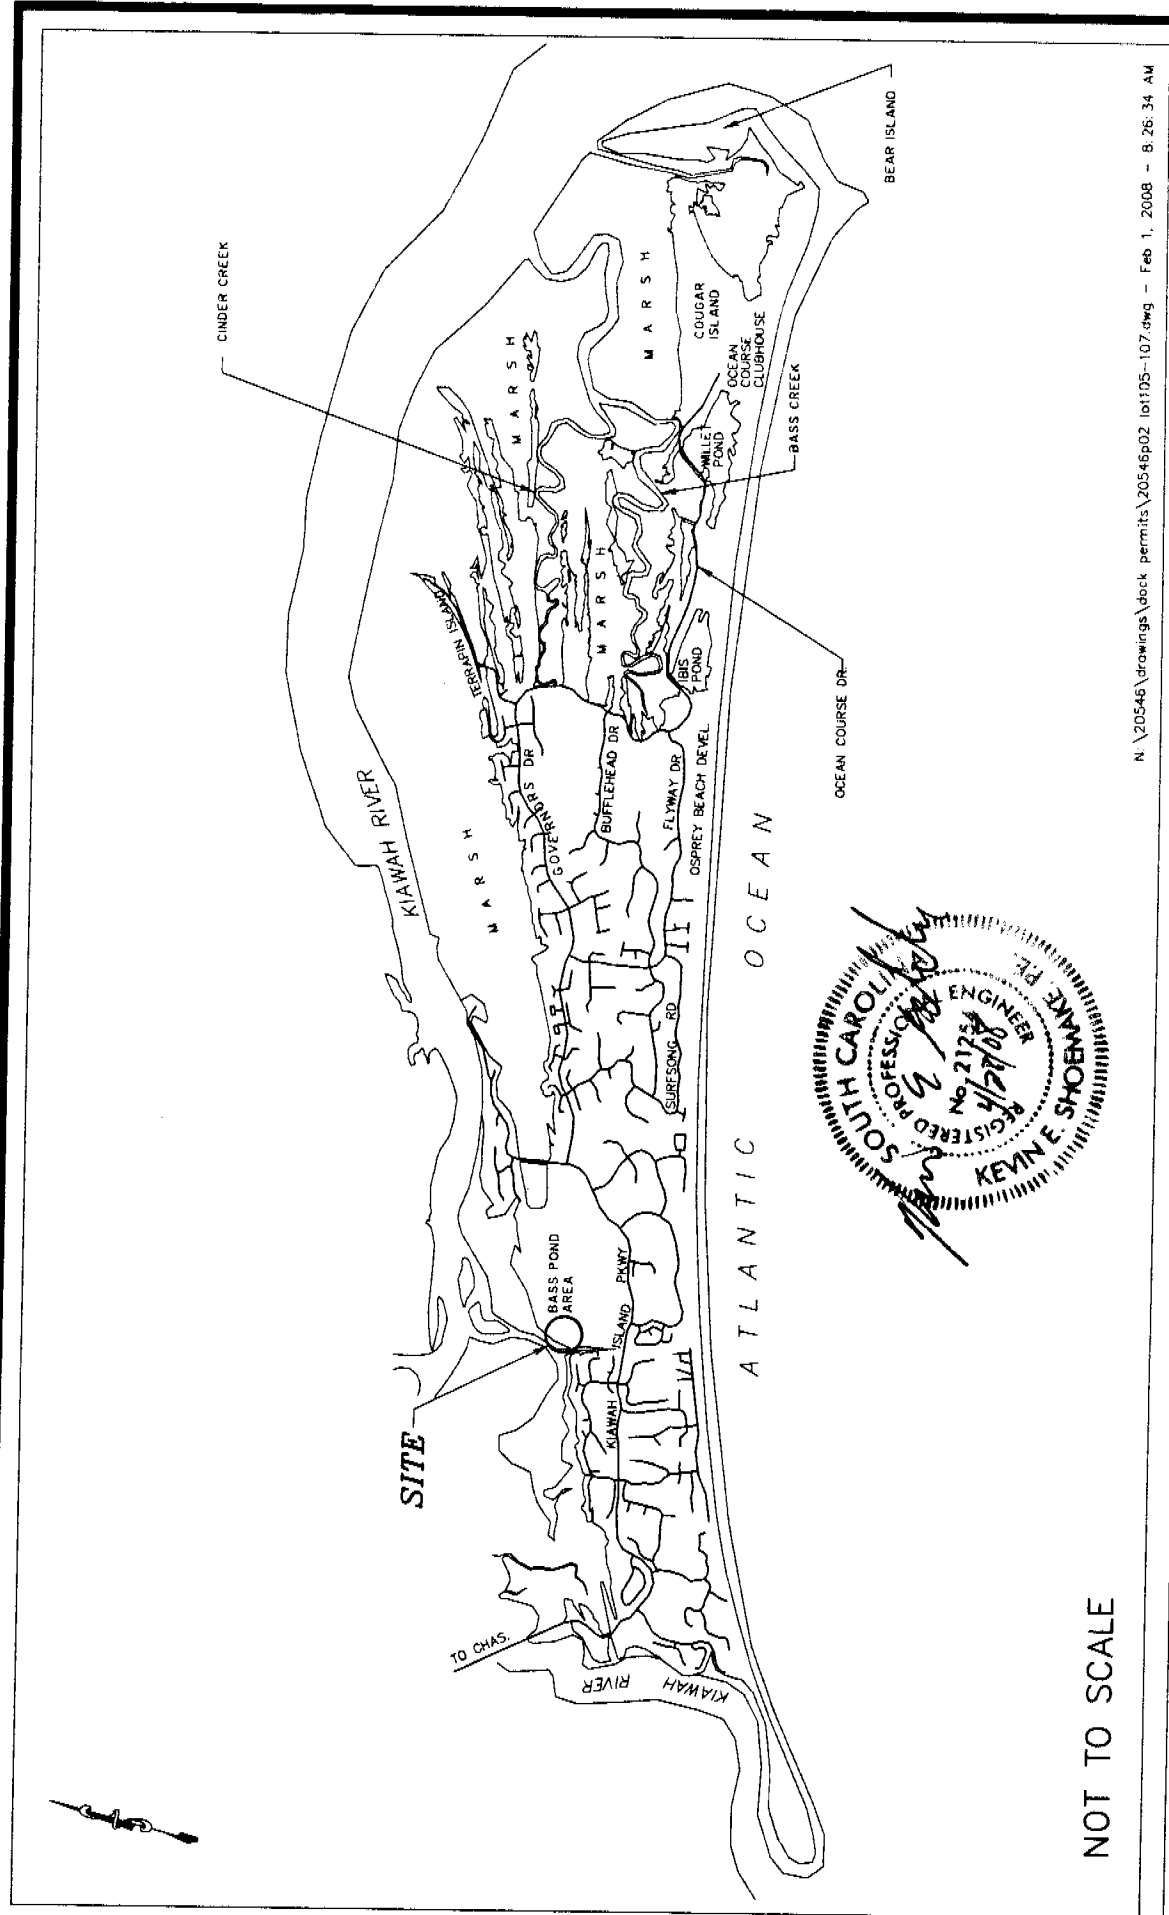 CINDER CREEK
BEAR ISLAND
MARSH
MARSH
COUGAR
ISLAND
OCEAN
COURSE
CLUBHOUSE
BASS CREEK
WILLET
POND
MARSH
TERRAPIN ISLAND
IBIS
POND
OCEAN COURSE DR.
KIAWAH RIVER
MARSH
GOVERNORS DR
BUFFLEHEAD DR
FLYWAY DR
OSPREY BEACH DEVEL
SURFSONG RD
ATLANTIC OCEAN
BASS POND
AREA
SITE
KIAWAH ISLAND PKWY
TO CHAS.
KIAWAH RIVER
SOUTH CAROLINA
REGISTERED PROFESSIONAL ENGINEER
No. 21254
4/28/08
KEVIN E. SHOEMAKE, P.E.
NOT TO SCALE
N:\20546\drawings\dock permits\20546p02 lot105-107.dwg - Feb 1, 2008 - 8:26:34 AM